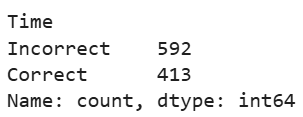 Time
Incorrect    592
Correct      413
Name: count, dtype: int64